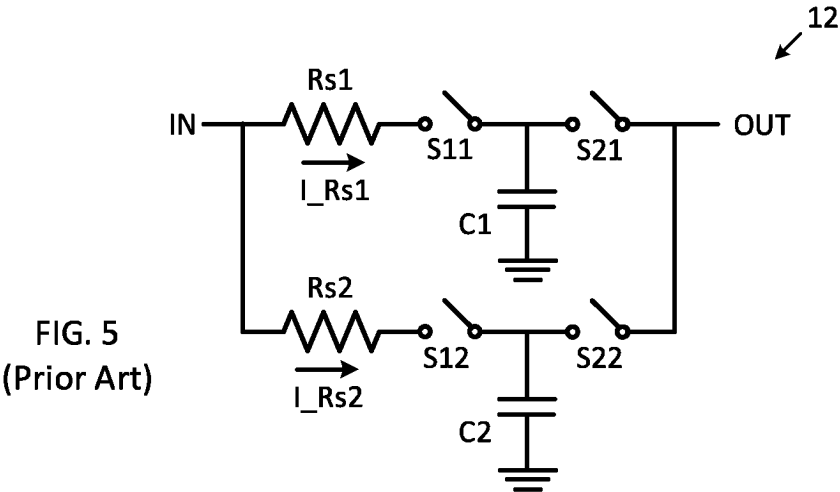 12
Rs1
IN
OUT
S11
S21
I_Rs1
C1
Rs2
FIG. 5
S12
S22
(Prior Art)
I_Rs2
C2